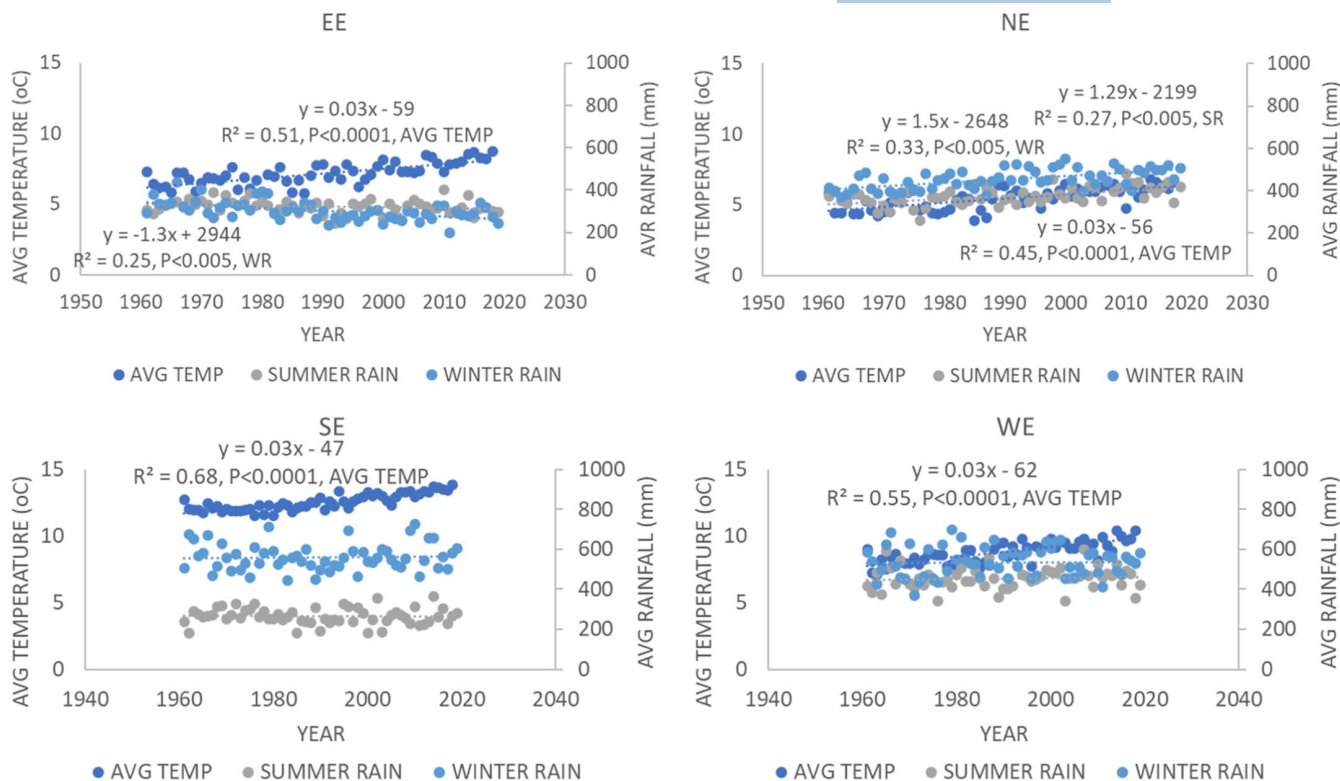 EE
15
10
5
0
AVG TEMPERATURE (oC)
1000
800
600
400
200
0
AVR RAINFALL (mm)
y = 0.03x - 59
R² = 0.51, P<0.0001, AVG TEMP
y = -1.3x + 2944
R² = 0.25, P<0.005, WR
1950 1960 1970 1980 1990 2000 2010 2020 2030
YEAR
AVG TEMP SUMMER RAIN WINTER RAIN
NE
15
10
5
0
AVG TEMPERATURE (oC)
1000
800
600
400
200
0
AVG RAINFALL (mm)
y = 1.29x - 2199
R² = 0.27, P<0.005, SR
y = 1.5x - 2648
R² = 0.33, P<0.005, WR
y = 0.03x - 56
R² = 0.45, P<0.0001, AVG TEMP
1950 1960 1970 1980 1990 2000 2010 2020 2030
YEAR
AVG TEMP SUMMER RAIN WINTER RAIN
SE
y = 0.03x - 47
R² = 0.68, P<0.0001, AVG TEMP
15
10
5
0
AVG TEMPERATURE (oC)
1000
800
600
400
200
0
AVG RAINFALL (mm)
1940 1960 1980 2000 2020 2040
YEAR
AVG TEMP SUMMER RAIN WINTER RAIN
WE
y = 0.03x - 62
R² = 0.55, P<0.0001, AVG TEMP
15
10
5
0
AVG TEMPERATURE (oC)
1000
800
600
400
200
0
AVG RAINFALL (mm)
1940 1960 1980 2000 2020 2040
YEAR
AVG TEMP SUMMER RAIN WINTER RAIN